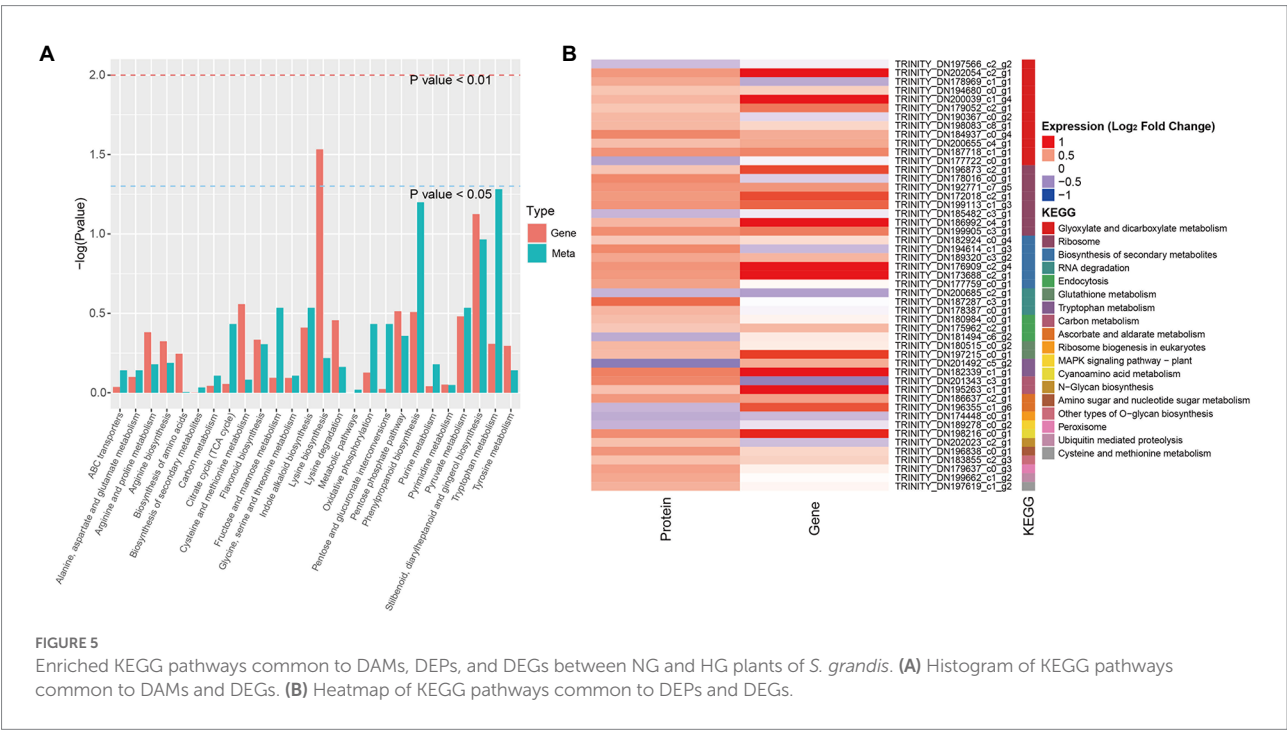 A
2.0
1.5
1.0
0.5
0.0
−log(Pvalue)
P value < 0.01
P value < 0.05
Type
Gene
Meta
ABC transporters
Alanine, aspartate and glutamate metabolism
Arginine and proline metabolism
Arginine biosynthesis
Biosynthesis of amino acids
Biosynthesis of secondary metabolites
Carbon metabolism
Citrate cycle (TCA cycle)
Cysteine and methionine metabolism
Flavonoid biosynthesis
Fructose and mannose metabolism
Glycine, serine and threonine metabolism
Indole alkaloid biosynthesis
Lysine biosynthesis
Lysine degradation
Metabolic pathways
Oxidative phosphorylation
Pentose and glucuronate interconversions
Pentose phosphate pathway
Phenylpropanoid biosynthesis
Purine metabolism
Pyrimidine metabolism
Pyruvate metabolism
Stilbenoid, diarylheptanoid and gingerol biosynthesis
Tryptophan metabolism
Tyrosine metabolism
B
TRINITY_DN197566_c2_g2
TRINITY_DN202054_c2_g1
TRINITY_DN178969_c1_g1
TRINITY_DN194680_c0_g1
TRINITY_DN200039_c1_g4
TRINITY_DN179052_c2_g1
TRINITY_DN190367_c0_g2
TRINITY_DN198083_c8_g1
TRINITY_DN184937_c0_g4
TRINITY_DN200655_c4_g1
TRINITY_DN187718_c1_g1
TRINITY_DN177722_c0_g1
TRINITY_DN196873_c2_g1
TRINITY_DN178016_c0_g1
TRINITY_DN192771_c7_g5
TRINITY_DN172018_c2_g1
TRINITY_DN199113_c1_g3
TRINITY_DN185482_c3_g1
TRINITY_DN186992_c4_g1
TRINITY_DN199905_c3_g1
TRINITY_DN182924_c0_g4
TRINITY_DN194614_c1_g3
TRINITY_DN189320_c3_g2
TRINITY_DN176909_c2_g4
TRINITY_DN173688_c2_g1
TRINITY_DN177759_c0_g1
TRINITY_DN200685_c2_g1
TRINITY_DN187287_c3_g1
TRINITY_DN178387_c0_g1
TRINITY_DN180984_c0_g1
TRINITY_DN175962_c2_g1
TRINITY_DN181494_c6_g2
TRINITY_DN180515_c0_g2
TRINITY_DN197215_c0_g1
TRINITY_DN201492_c5_g2
TRINITY_DN182339_c1_g1
TRINITY_DN201343_c3_g1
TRINITY_DN195263_c1_g1
TRINITY_DN186637_c2_g1
TRINITY_DN196355_c1_g6
TRINITY_DN174448_c0_g1
TRINITY_DN189278_c0_g2
TRINITY_DN198216_c0_g1
TRINITY_DN202023_c2_g1
TRINITY_DN196838_c0_g1
TRINITY_DN183855_c2_g3
TRINITY_DN179637_c0_g3
TRINITY_DN199662_c1_g2
TRINITY_DN197619_c1_g2
Protein
Gene
KEGG
Expression (Log₂ Fold Change)
1
0.5
0
−0.5
−1
KEGG
Glyoxylate and dicarboxylate metabolism
Ribosome
Biosynthesis of secondary metabolites
RNA degradation
Endocytosis
Glutathione metabolism
Tryptophan metabolism
Carbon metabolism
Ascorbate and aldarate metabolism
Ribosome biogenesis in eukaryotes
MAPK signaling pathway − plant
Cyanoamino acid metabolism
N−Glycan biosynthesis
Amino sugar and nucleotide sugar metabolism
Other types of O−glycan biosynthesis
Peroxisome
Ubiquitin mediated proteolysis
Cysteine and methionine metabolism
FIGURE 5
Enriched KEGG pathways common to DAMs, DEPs, and DEGs between NG and HG plants of S. grandis. (A) Histogram of KEGG pathways
common to DAMs and DEGs. (B) Heatmap of KEGG pathways common to DEPs and DEGs.